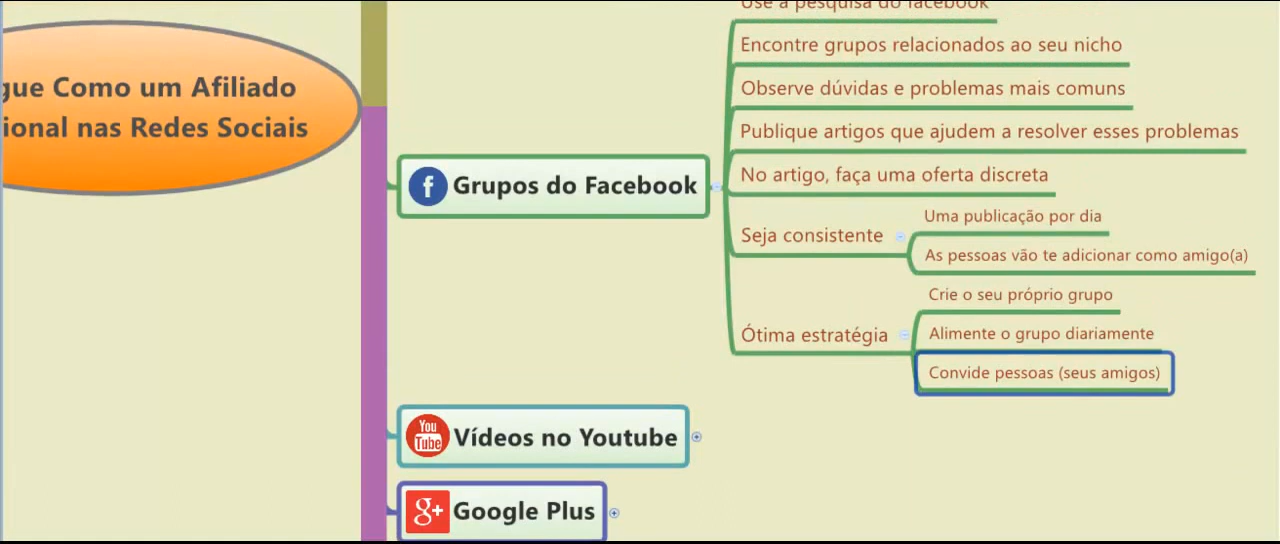 gue Como um Afiliado
ional nas Redes Sociais
Use a pesquisa do facebook
Encontre grupos relacionados ao seu nicho
Observe dúvidas e problemas mais comuns
Publique artigos que ajudem a resolver esses problemas
f Grupos do Facebook
No artigo, faça uma oferta discreta
Seja consistente
Uma publicação por dia
As pessoas vão te adicionar como amigo(a)
Ótima estratégia
Crie o seu próprio grupo
Alimente o grupo diariamente
Convide pessoas (seus amigos)
You
Tube
Vídeos no Youtube
g+ Google Plus